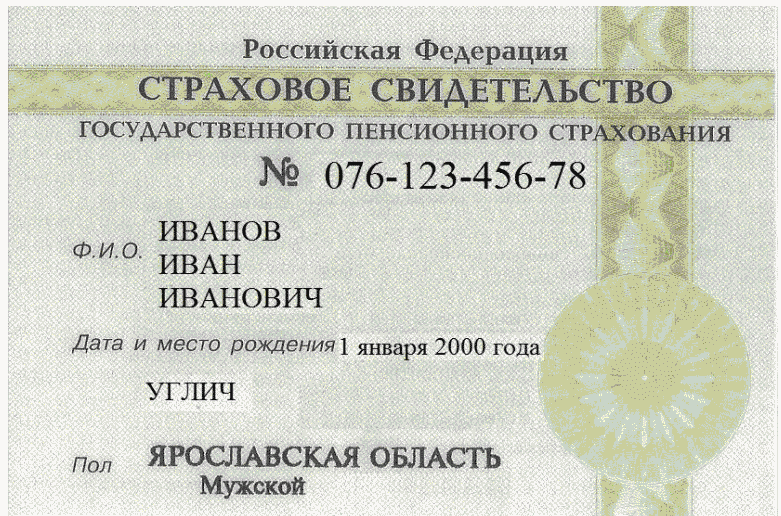 Российская Федерация
СТРАХОВОЕ СВИДЕТЕЛЬСТВО
ГОСУДАРСТВЕННОГО ПЕНСИОННОГО СТРАХОВАНИЯ
№ 076-123-456-78
Ф.И.О. ИВАНОВ
ИВАН
ИВАНОВИЧ
Дата и место рождения 1 января 2000 года
УГЛИЧ
ЯРОСЛАВСКАЯ ОБЛАСТЬ
Пол Мужской